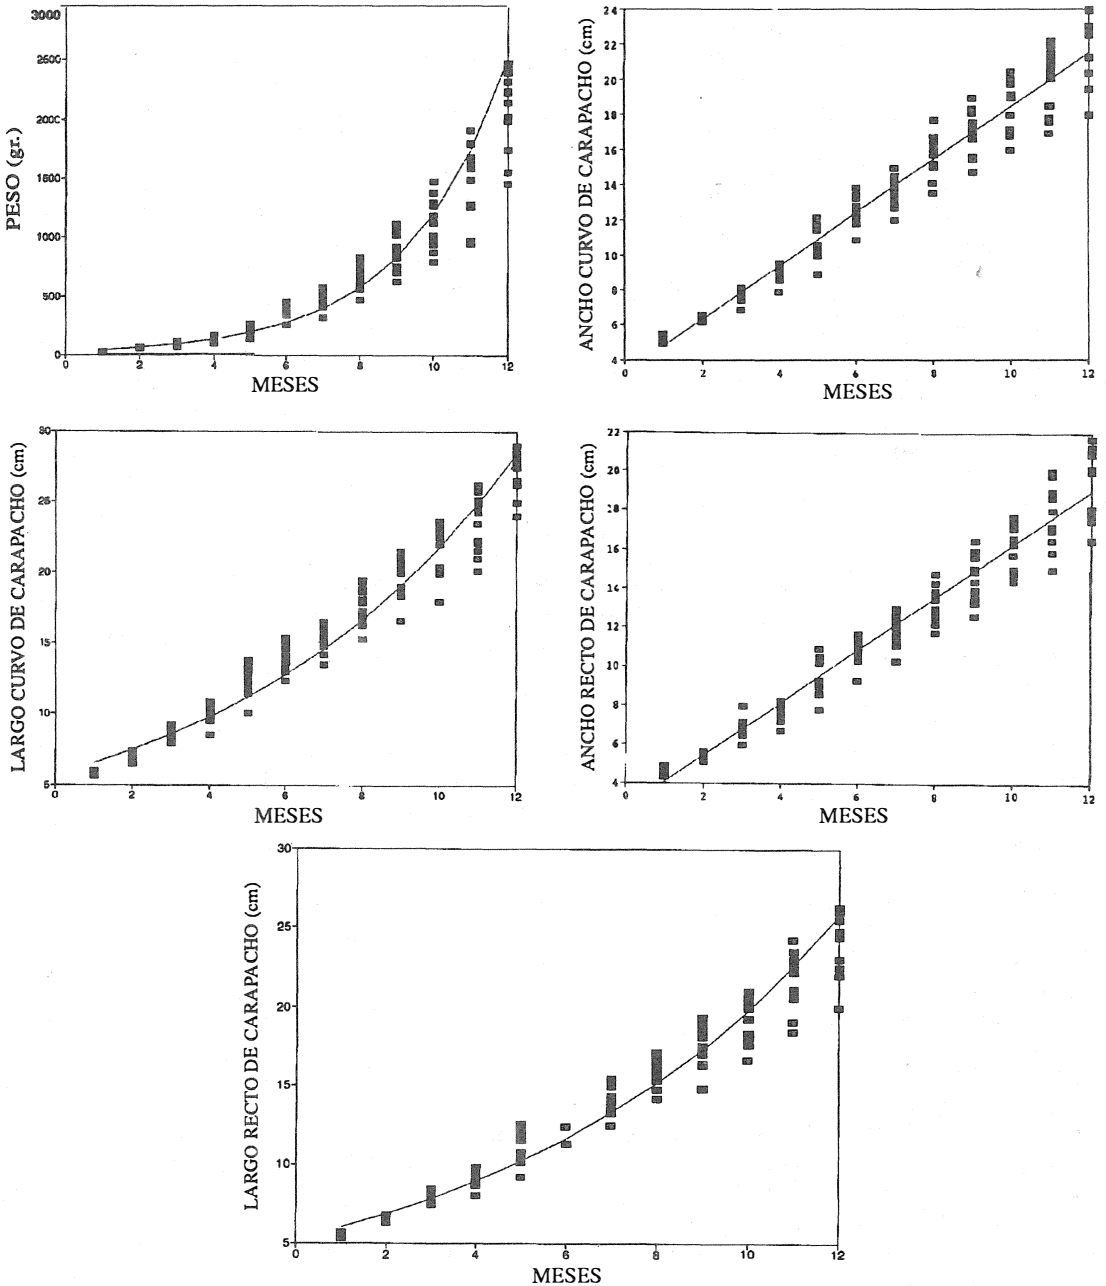 PESO (gr.)
3000
2500
2000
1500
1000
500
0
0 2 4 6 8 10 12
MESES
ANCHO CURVO DE CARAPACHO (cm)
24
22
20
18
16
14
12
10
8
6
4
0 2 4 6 8 10 12
MESES
LARGO CURVO DE CARAPACHO (cm)
30
25
20
15
10
5
0 2 4 6 8 10 12
MESES
ANCHO RECTO DE CARAPACHO (cm)
22
20
18
16
14
12
10
8
6
4
0 2 4 6 8 10 12
MESES
LARGO RECTO DE CARAPACHO (cm)
30
25
20
15
10
5
0 2 4 6 8 10 12
MESES